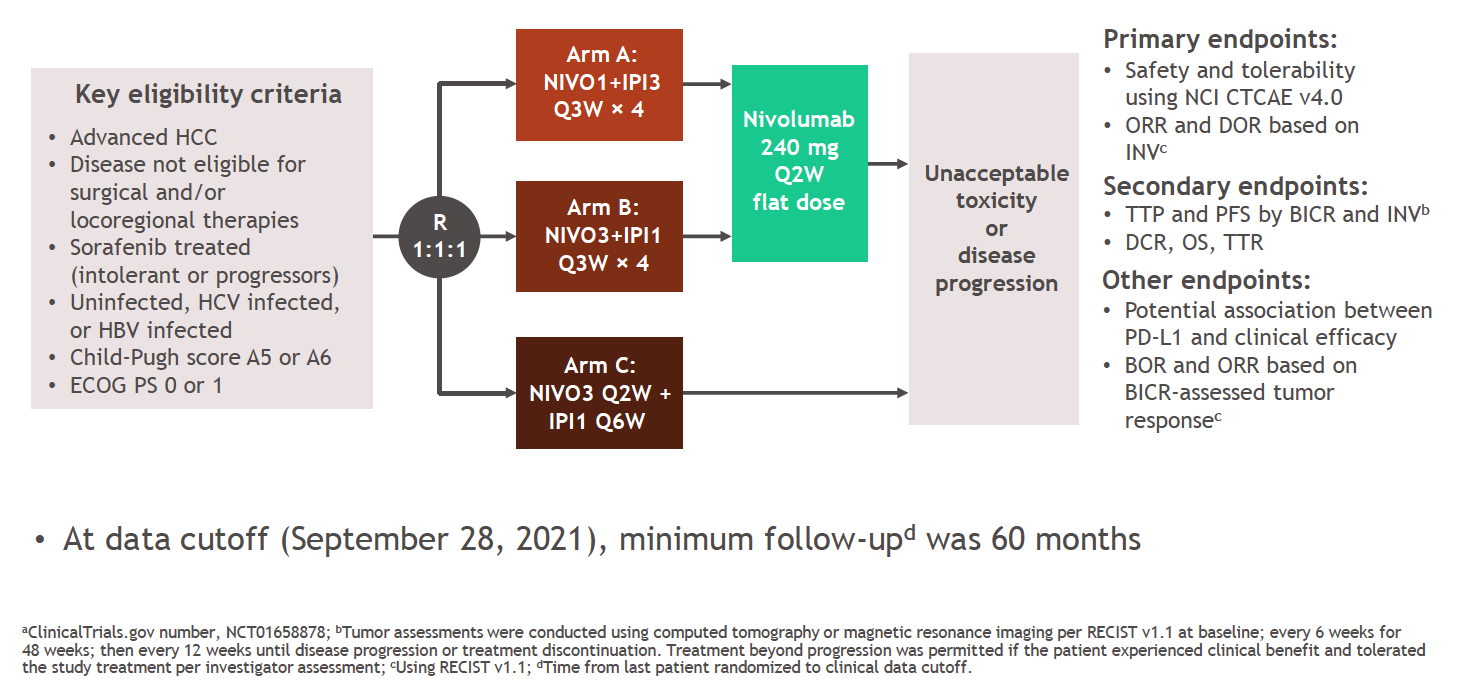 Key eligibility criteria
• Advanced HCC
• Disease not eligible for
surgical and/or
locoregional therapies
• Sorafenib treated
(intolerant or progressors)
• Uninfected, HCV infected,
or HBV infected
• Child-Pugh score A5 or A6
• ECOG PS 0 or 1
R
1:1:1
Arm A:
NIVO1+IPI3
Q3W × 4
Arm B:
NIVO3+IPI1
Q3W × 4
Arm C:
NIVO3 Q2W +
IPI1 Q6W
Nivolumab
240 mg
Q2W
flat dose
Unacceptable
toxicity
or
disease
progression
Primary endpoints:
• Safety and tolerability
using NCI CTCAE v4.0
• ORR and DOR based on
INVᶜ
Secondary endpoints:
• TTP and PFS by BICR and INVᵇ
• DCR, OS, TTR
Other endpoints:
• Potential association between
PD-L1 and clinical efficacy
• BOR and ORR based on
BICR-assessed tumor
responseᶜ
• At data cutoff (September 28, 2021), minimum follow-upᵈ was 60 months
ᵃClinicalTrials.gov number, NCT01658878; ᵇTumor assessments were conducted using computed tomography or magnetic resonance imaging per RECIST v1.1 at baseline; every 6 weeks for
48 weeks; then every 12 weeks until disease progression or treatment discontinuation. Treatment beyond progression was permitted if the patient experienced clinical benefit and tolerated
the study treatment per investigator assessment; ᶜUsing RECIST v1.1; ᵈTime from last patient randomized to clinical data cutoff.